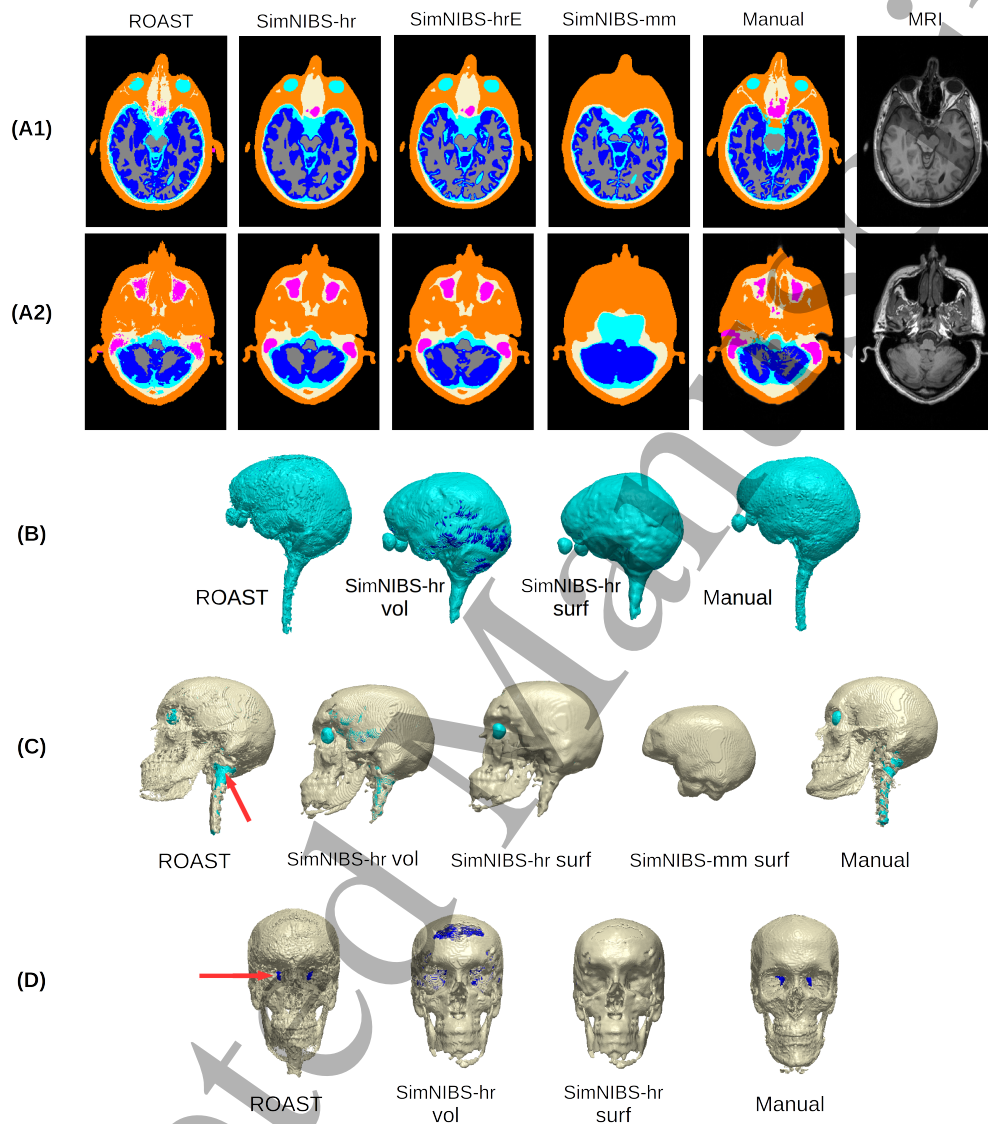 ROAST SimNIBS-hr SimNIBS-hrE SimNIBS-mm Manual MRI
(A1)
(A2)
(B)
ROAST SimNIBS-hr vol SimNIBS-hr surf Manual
(C)
ROAST SimNIBS-hr vol SimNIBS-hr surf SimNIBS-mm surf Manual
(D)
ROAST SimNIBS-hr vol SimNIBS-hr surf Manual